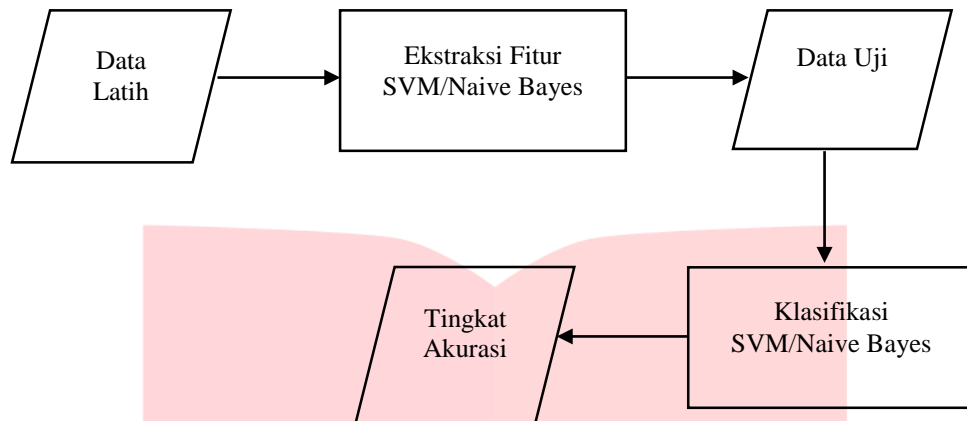 Data
Latih
Ekstraksi Fitur
SVM/Naive Bayes
Data Uji
Klasifikasi
SVM/Naive Bayes
Tingkat
Akurasi